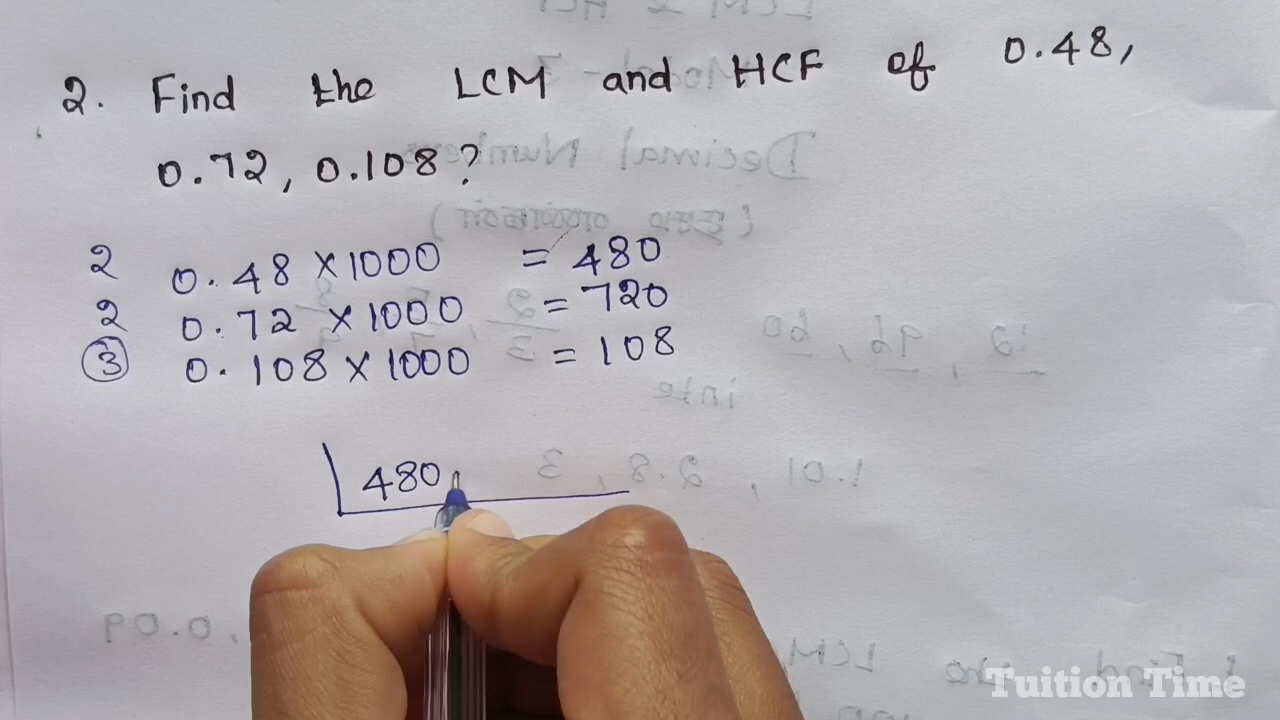 2. Find the LCM and HCF of 0.48,
0.72, 0.108?
2 0.48 × 1000 = 480
2 0.72 × 1000 = 720
3 0.108 × 1000 = 108
480
Tuition Time